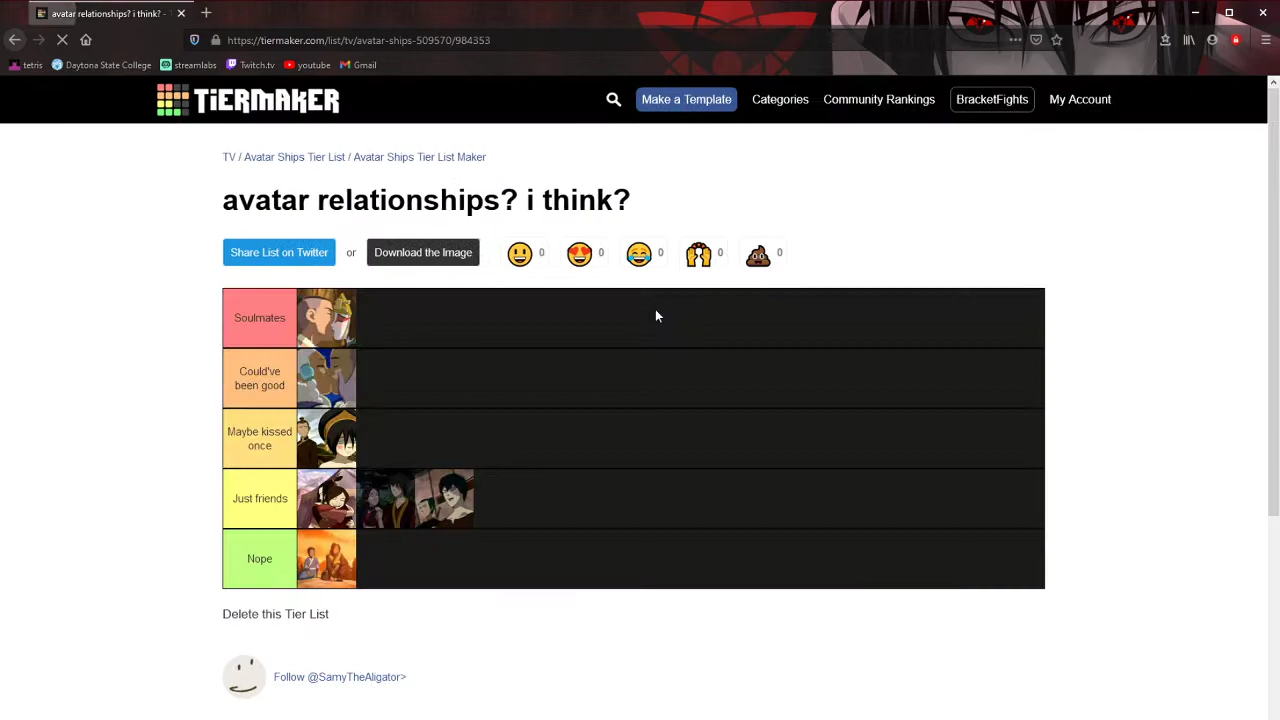 avatar relationships? i think? -
https://tiermaker.com/list/tv/avatar-ships-509570/984353
tetris
Daytona State College
streamlabs
Twitch.tv
youtube
Gmail
TiERMAKER
Make a Template
Categories
Community Rankings
BracketFights
My Account
TV / Avatar Ships Tier List / Avatar Ships Tier List Maker
avatar relationships? i think?
Share List on Twitter
or
Download the Image
0
0
0
0
0
Soulmates
Could've
been good
Maybe kissed
once
Just friends
Nope
Delete this Tier List
Follow @SamyTheAligator>